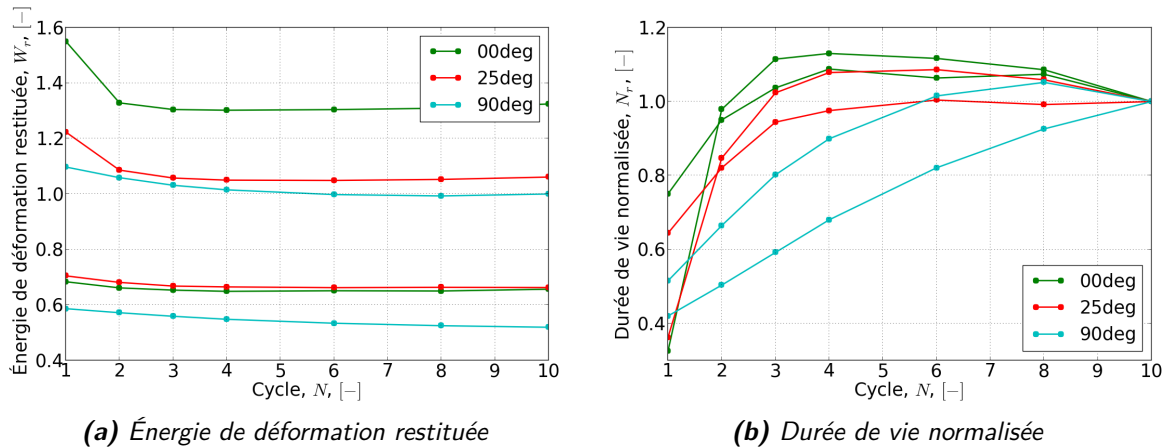 Énergie de déformation restituée, W_r, [−]
1.6
1.4
1.2
1.0
0.8
0.6
0.4
1 2 3 4 5 6 7 8 9 10
Cycle, N, [−]
00deg
25deg
90deg
(a) Énergie de déformation restituée
Durée de vie normalisée, N_r, [−]
1.2
1.0
0.8
0.6
0.4
1 2 3 4 5 6 7 8 9 10
Cycle, N, [−]
00deg
25deg
90deg
(b) Durée de vie normalisée